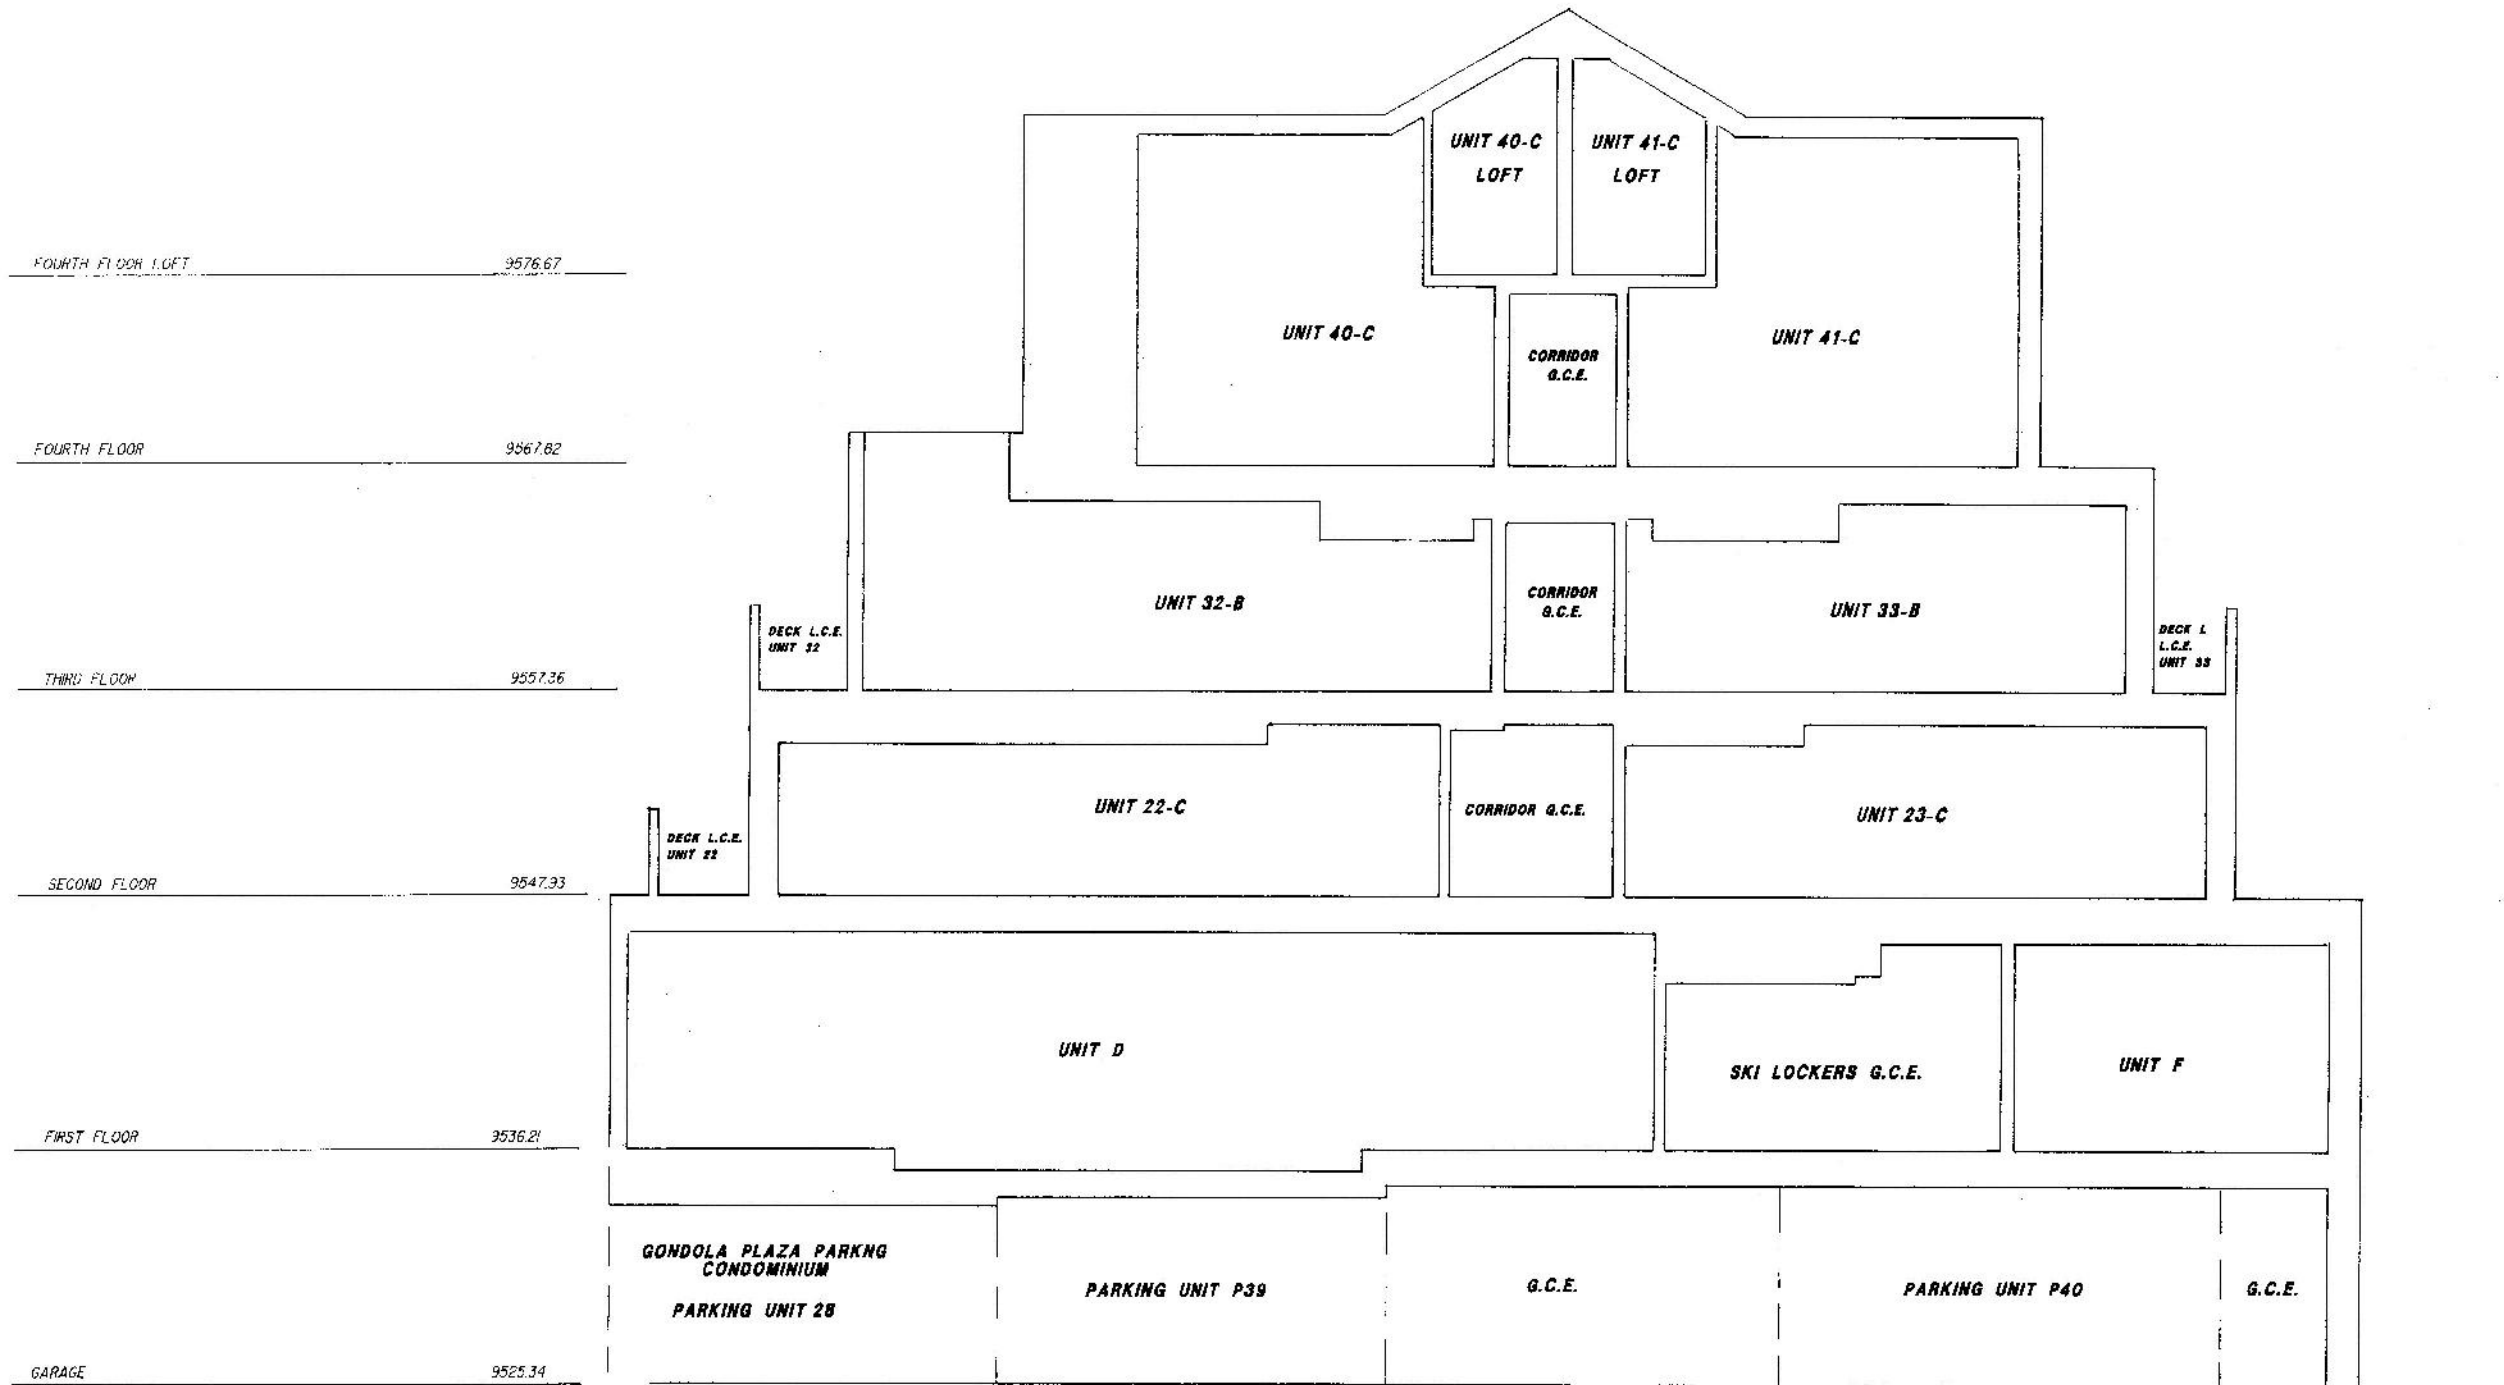 UNIT 40-C
LOFT
UNIT 41-C
LOFT
FOURTH FLOOR LOFT 9576.67
UNIT 40-C
CORRIDOR
G.C.E.
UNIT 41-C
FOURTH FLOOR 9567.82
UNIT 32-B
CORRIDOR
G.C.E.
UNIT 33-B
DECK L.C.E.
UNIT 32
DECK L
L.C.E.
UNIT 33
THIRD FLOOR 9557.36
UNIT 22-C
CORRIDOR G.C.E.
UNIT 23-C
DECK L.C.E.
UNIT 22
SECOND FLOOR 9547.93
UNIT D
SKI LOCKERS G.C.E.
UNIT F
FIRST FLOOR 9536.21
GONDOLA PLAZA PARKNG
CONDOMINIUM
PARKING UNIT 28
PARKING UNIT P39
G.C.E.
PARKING UNIT P40
G.C.E.
GARAGE 9525.34